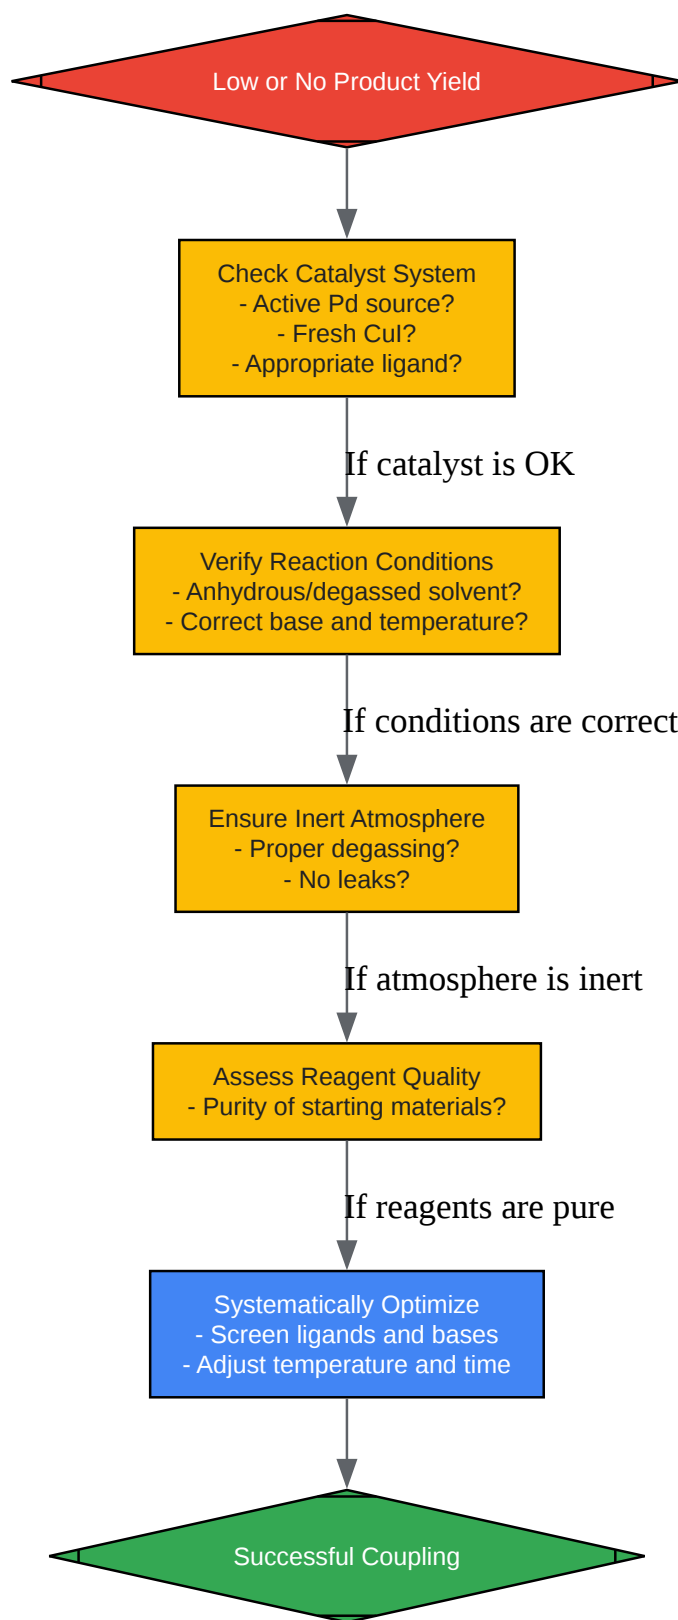 Low or No Product Yield
Check Catalyst System
- Active Pd source?
- Fresh CuI?
- Appropriate ligand?
If catalyst is OK
Verify Reaction Conditions
- Anhydrous/degassed solvent?
- Correct base and temperature?
If conditions are correct
Ensure Inert Atmosphere
- Proper degassing?
- No leaks?
If atmosphere is inert
Assess Reagent Quality
- Purity of starting materials?
If reagents are pure
Systematically Optimize
- Screen ligands and bases
- Adjust temperature and time
Successful Coupling